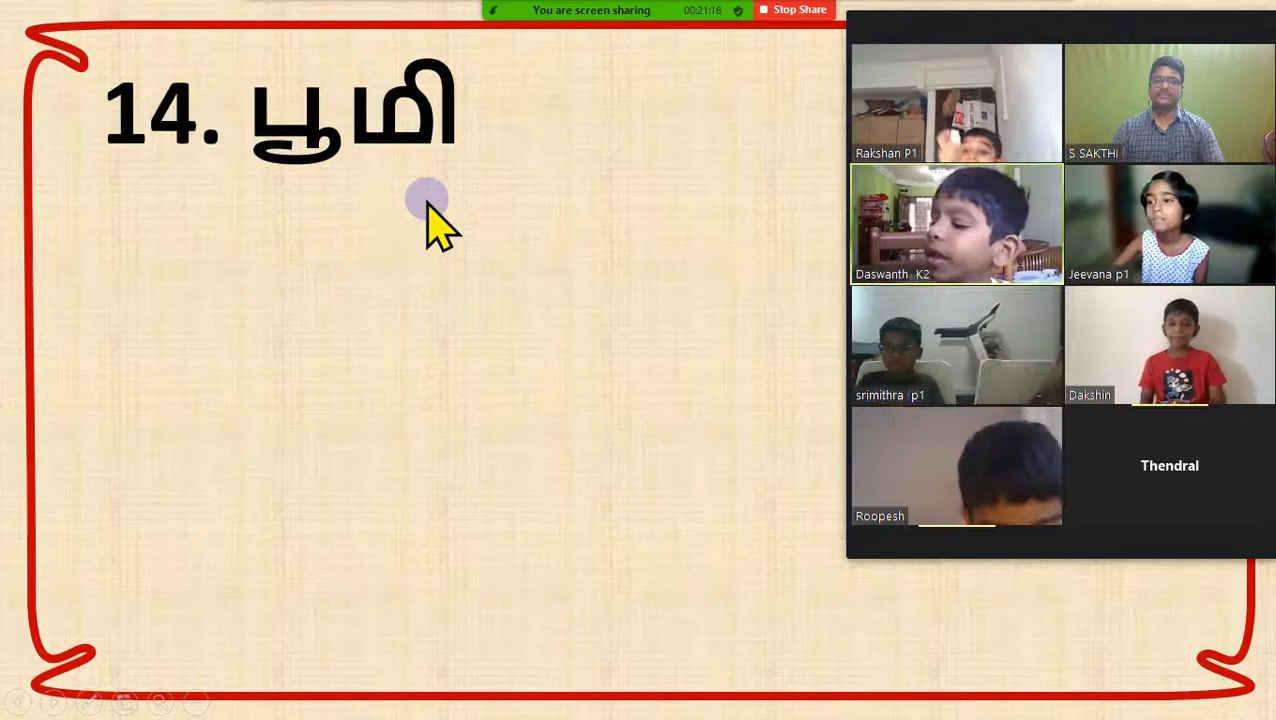 You are screen sharing 00:21:16 Stop Share
14. பூமி
Rakshan P1
S SAKTHI
Daswanth K2
Jeevana p1
srimithra p1
Dakshin
Roopesh
Thendral